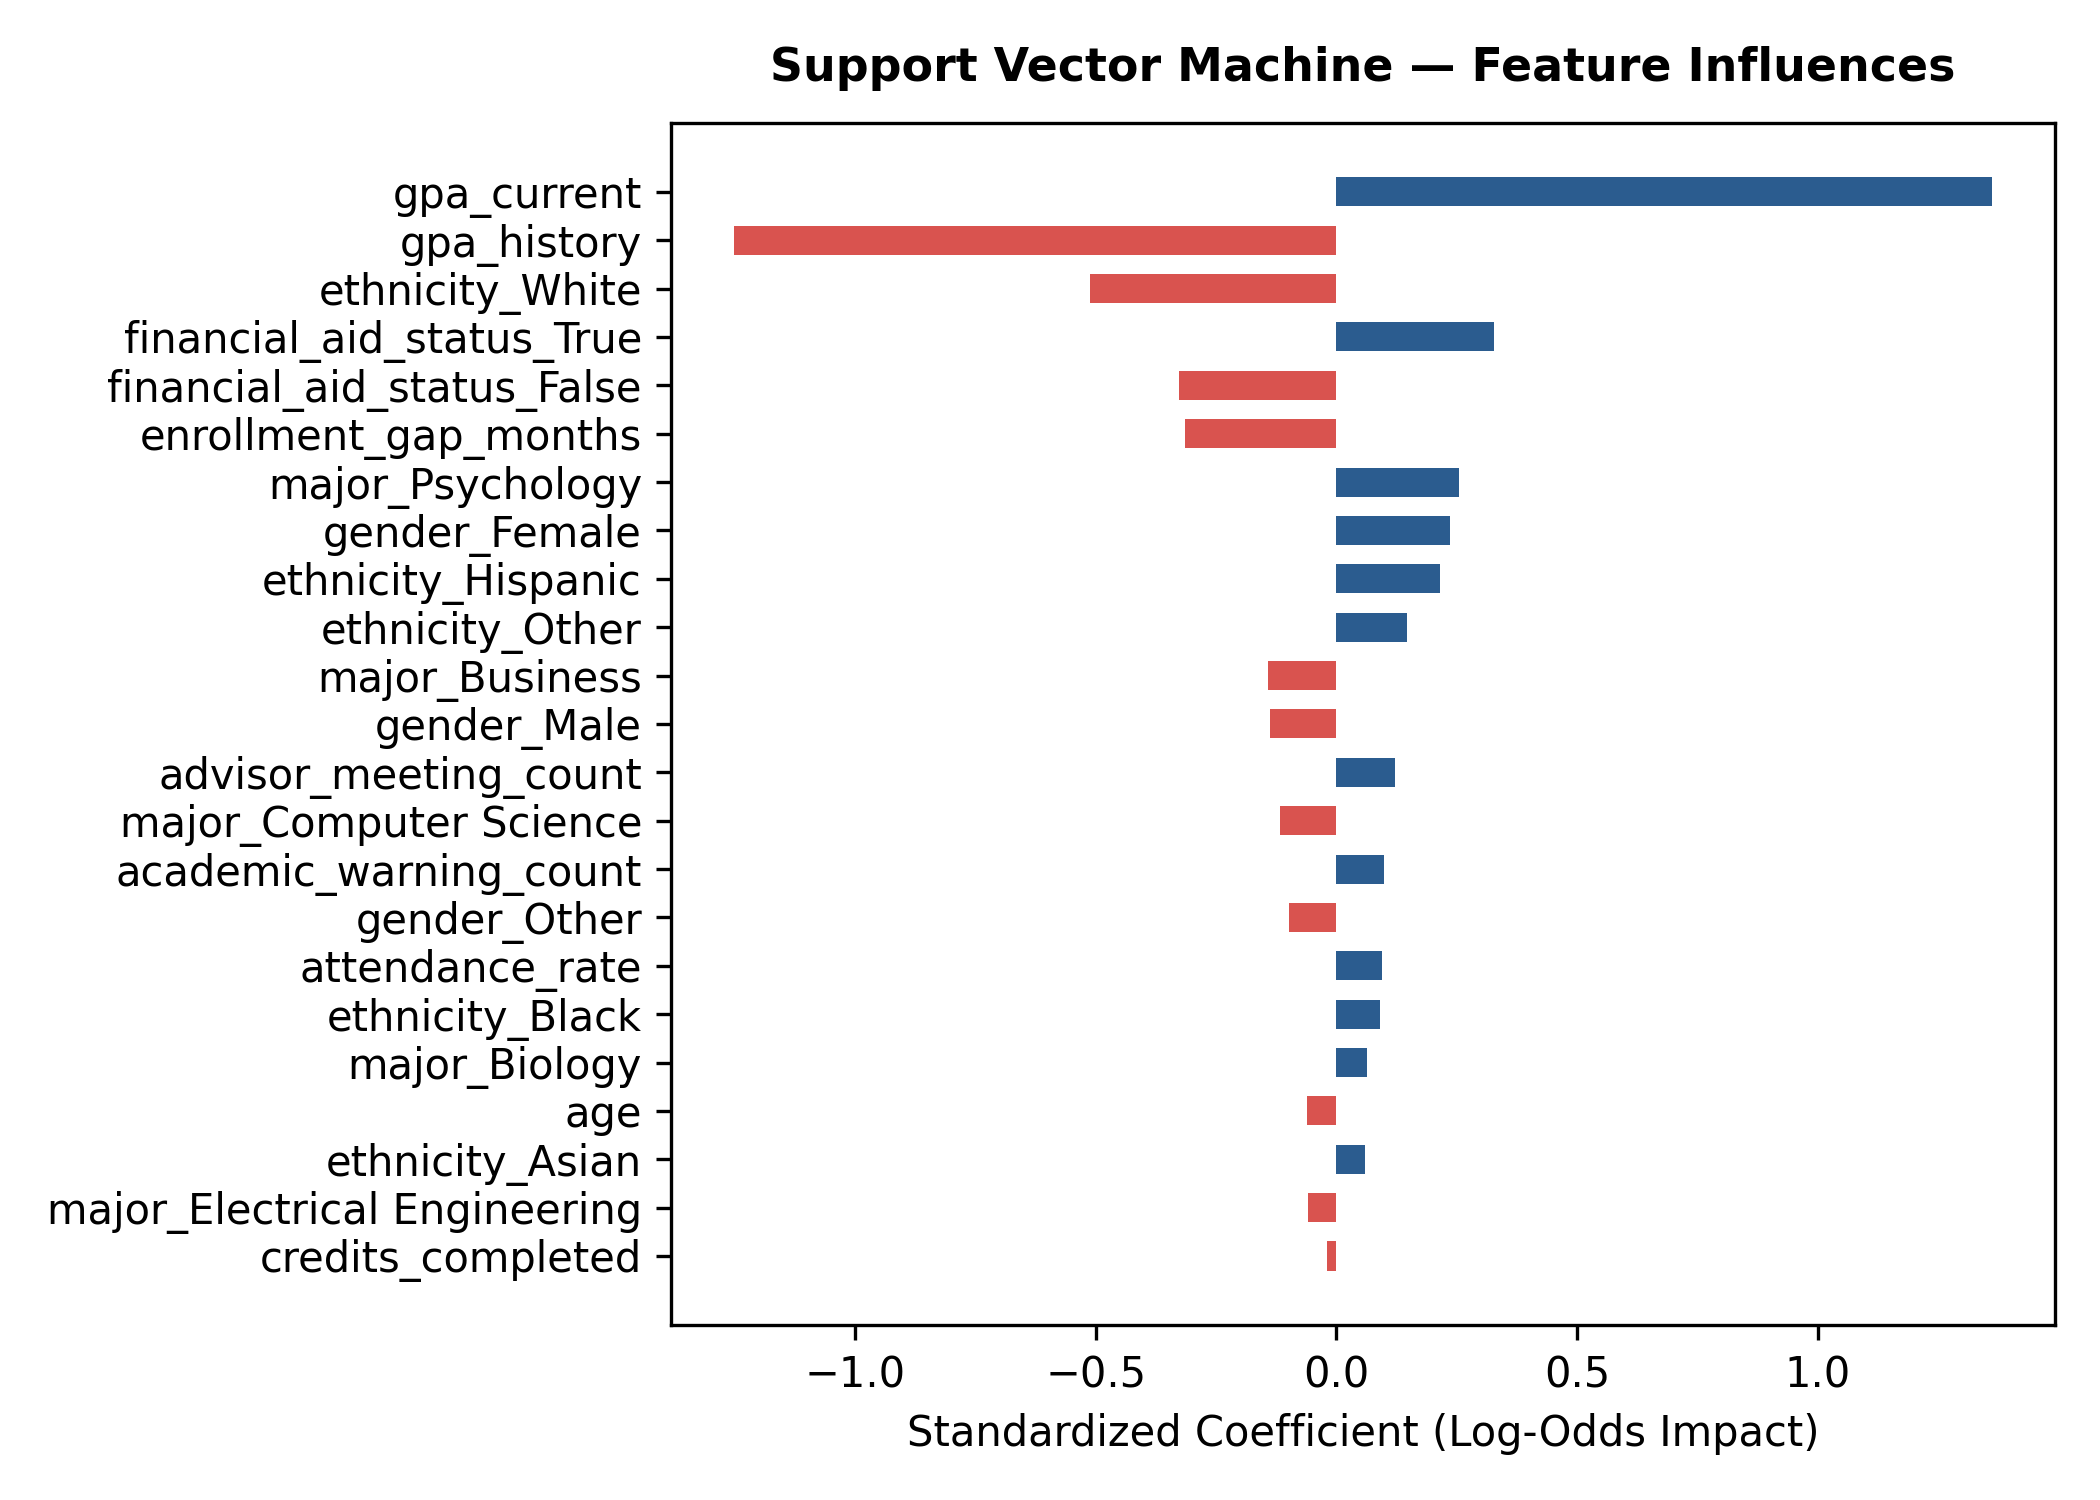 Support Vector Machine — Feature Influences
gpa_current
gpa_history
ethnicity_White
financial_aid_status_True
financial_aid_status_False
enrollment_gap_months
major_Psychology
gender_Female
ethnicity_Hispanic
ethnicity_Other
major_Business
gender_Male
advisor_meeting_count
major_Computer Science
academic_warning_count
gender_Other
attendance_rate
ethnicity_Black
major_Biology
age
ethnicity_Asian
major_Electrical Engineering
credits_completed
−1.0 −0.5 0.0 0.5 1.0
Standardized Coefficient (Log-Odds Impact)